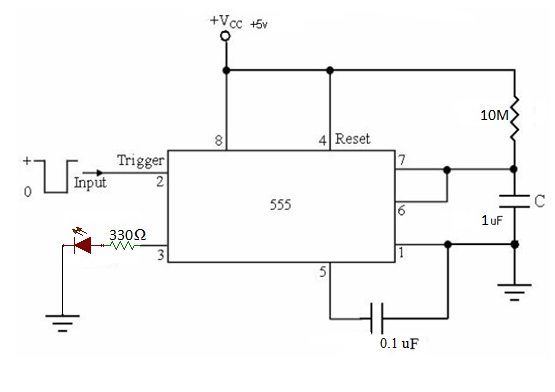 +VCC +5v
10M
8
4 Reset
+
Trigger
7
0
Input
2
555
6
C
1uF
330Ω
3
1
5
0.1 uF